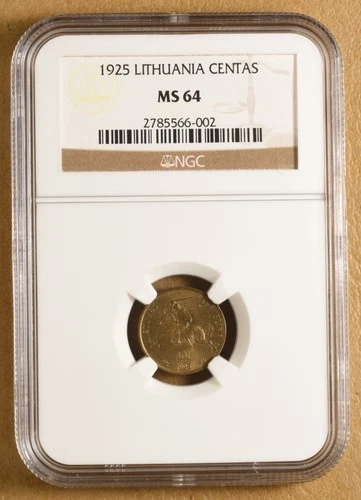 1925 LITHUANIA CENTAS
MS 64
2785566-002
NGC